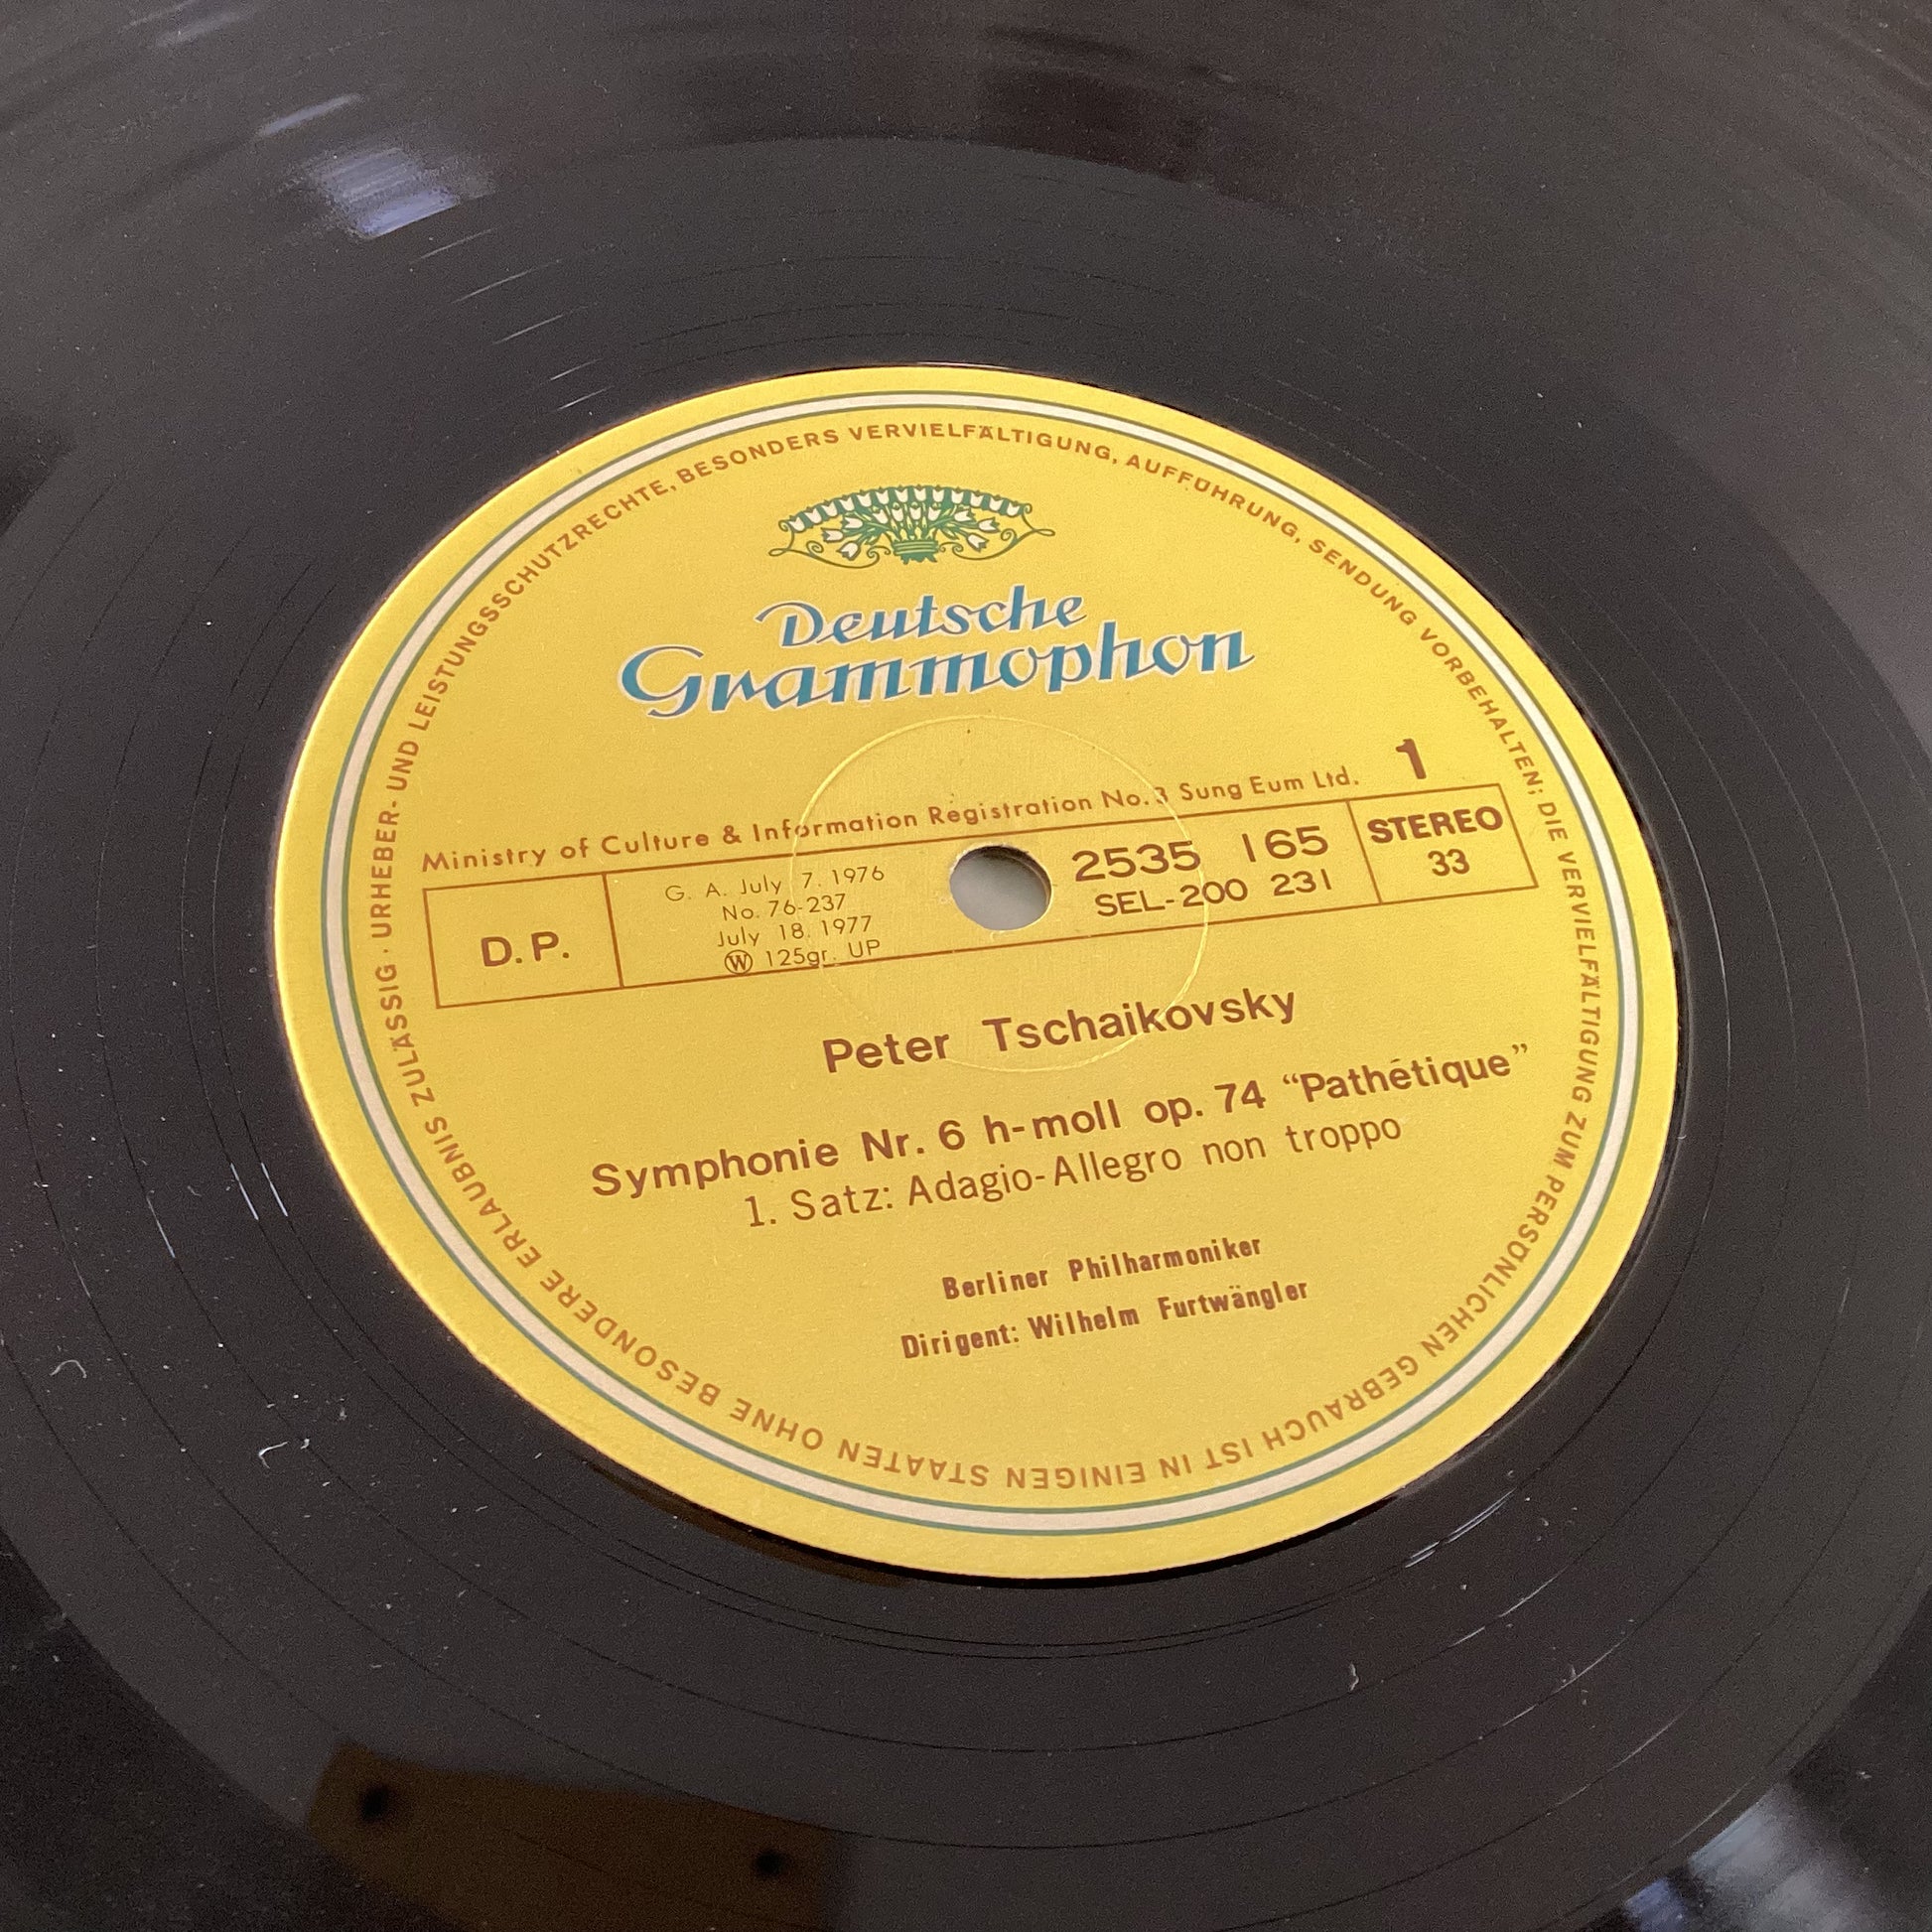 URHEBER- UND LEISTUNGSSCHUTZRECHTE, BESONDERS VERVIELFÄLTIGUNG, AUFFÜHRUNG, SENDUNG VORBEHALTEN; DIE VERVIELFÄLTIGUNG ZUM PERSÖNLICHEN GEBRAUCH IST IN EINIGEN STAATEN OHNE BESONDERE ERLAUBNIS ZULÄSSIG ·
Deutsche
Grammophon
1
Ministry of Culture & Information Registration No.3 Sung Eum Ltd.
D.P.
G. A. July 7. 1976
No. 76-237
July 18. 1977
Ⓦ 125gr. UP
2535 165
SEL-200 231
STEREO
33
Peter Tschaikovsky
Symphonie Nr. 6 h-moll op. 74 “Pathétique”
1. Satz: Adagio-Allegro non troppo
Berliner Philharmoniker
Dirigent: Wilhelm Furtwängler